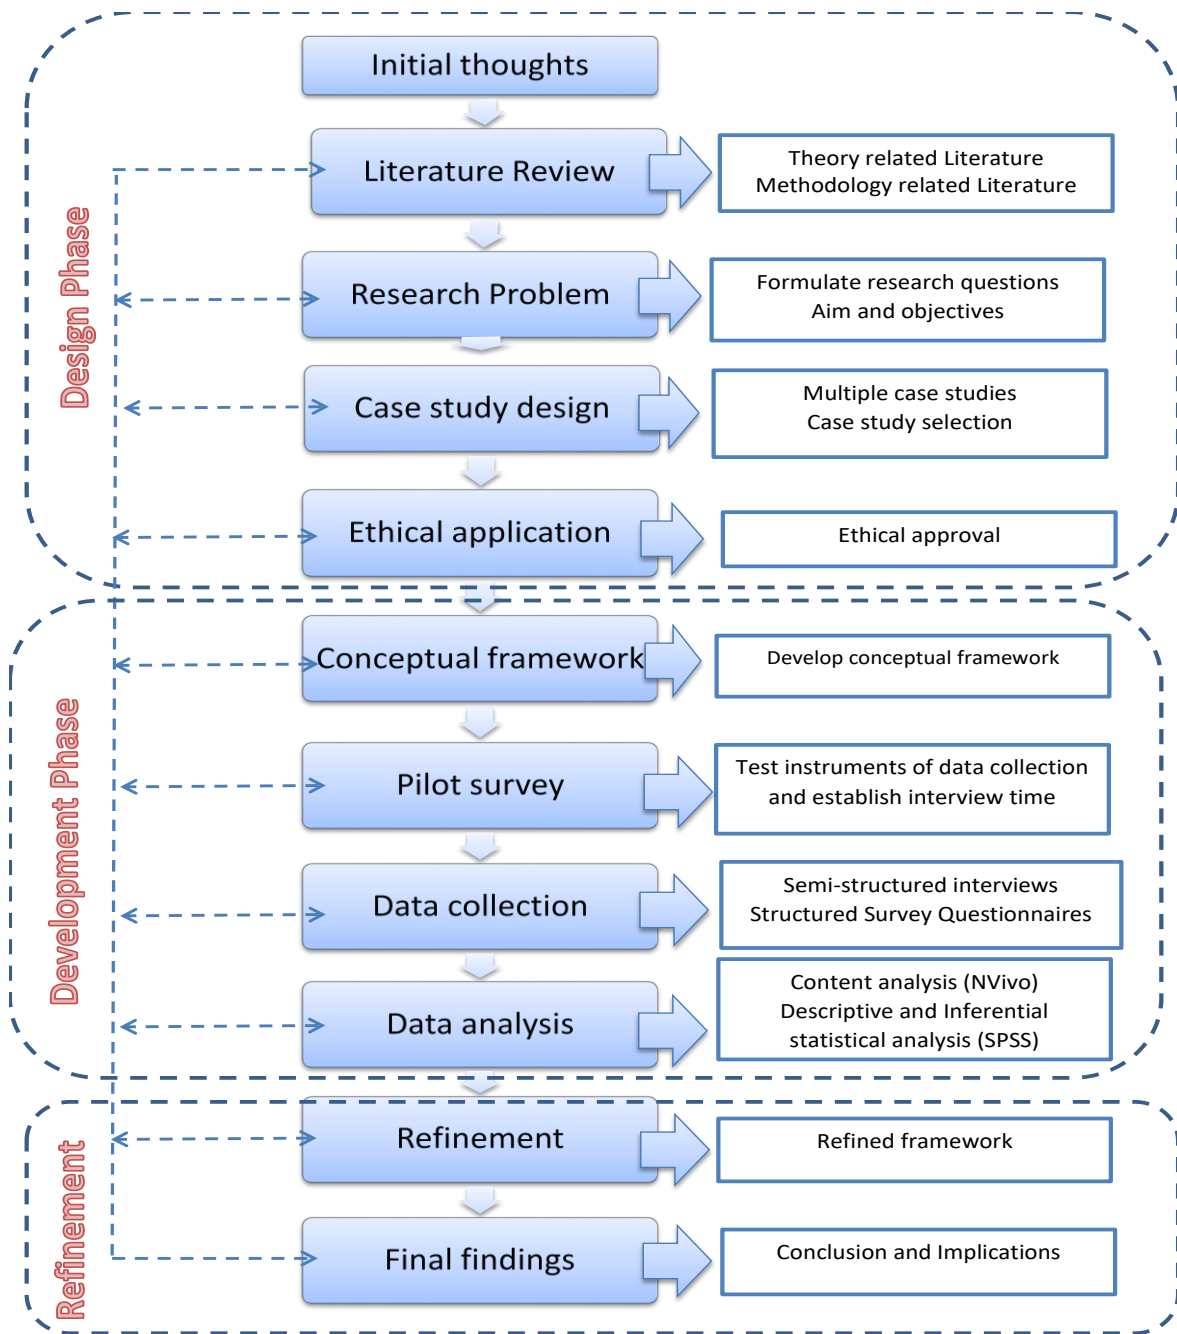 Initial thoughts
Literature Review
Theory related Literature
Methodology related Literature
Research Problem
Formulate research questions
Aim and objectives
Case study design
Multiple case studies
Case study selection
Ethical application
Ethical approval
Design Phase
Conceptual framework
Develop conceptual framework
Pilot survey
Test instruments of data collection
and establish interview time
Data collection
Semi-structured interviews
Structured Survey Questionnaires
Data analysis
Content analysis (NVivo)
Descriptive and Inferential
statistical analysis (SPSS)
Development Phase
Refinement
Refined framework
Final findings
Conclusion and Implications
Refinement